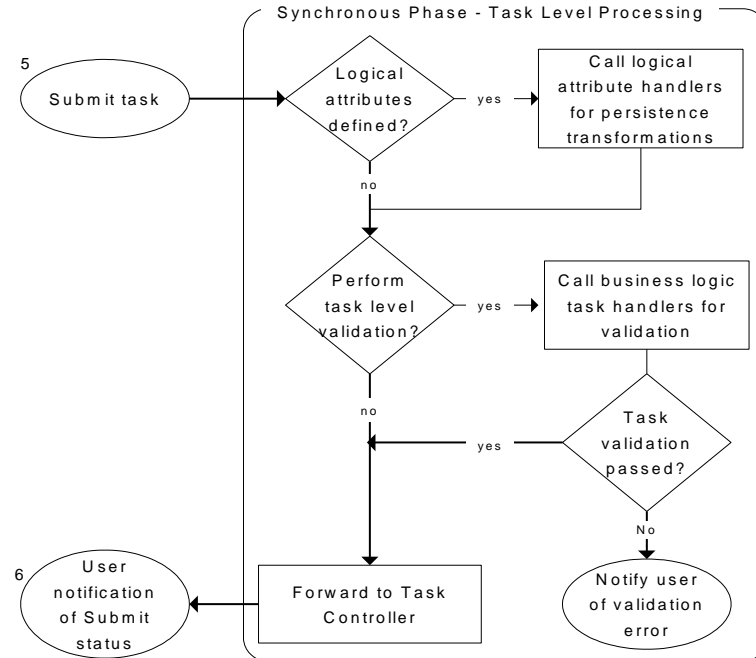 Synchronous Phase - Task Level Processing
5
Submit task
Logical
attributes
defined?
yes
Call logical
attribute handlers
for persistence
transformations
no
Perform
task level
validation?
yes
Call business logic
task handlers for
validation
no
Task
validation
passed?
yes
No
6
User
notification
of Submit
status
Forward to Task
Controller
Notify user
of validation
error